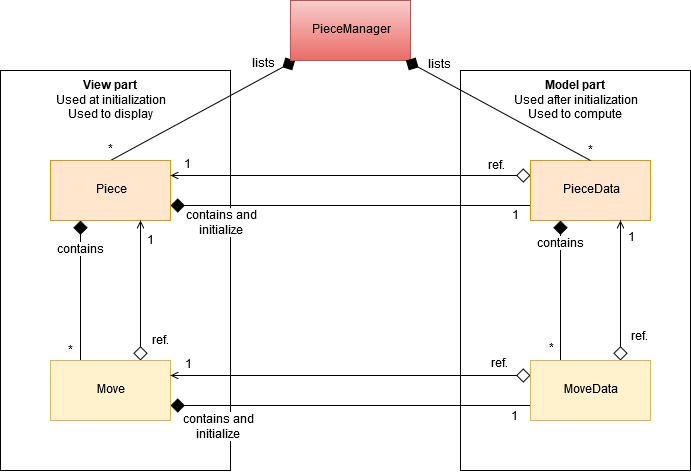 PieceManager
lists
lists
View part
Used at initialization
Used to display
Model part
Used after initialization
Used to compute
*
*
Piece
1
ref.
PieceData
contains and
initialize
1
contains
1
contains
1
*
ref.
*
ref.
Move
1
ref.
MoveData
contains and
initialize
1